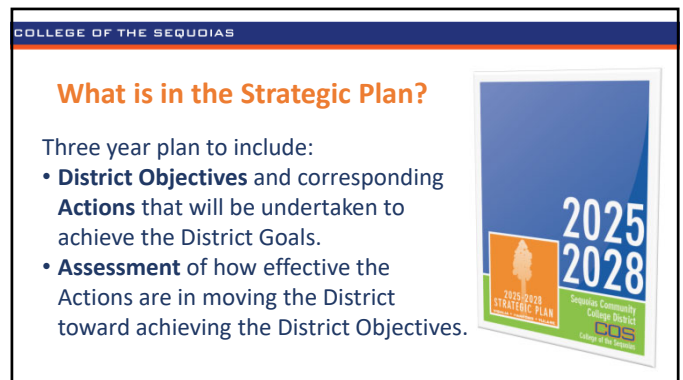 COLLEGE OF THE SEQUOIAS
What is in the Strategic Plan?
Three year plan to include:
• District Objectives and corresponding
Actions that will be undertaken to
achieve the District Goals.
• Assessment of how effective the
Actions are in moving the District
toward achieving the District Objectives.
2025
2028
2025-2028
STRATEGIC PLAN
Sequoias Community
College District
COS
College of the Sequoias